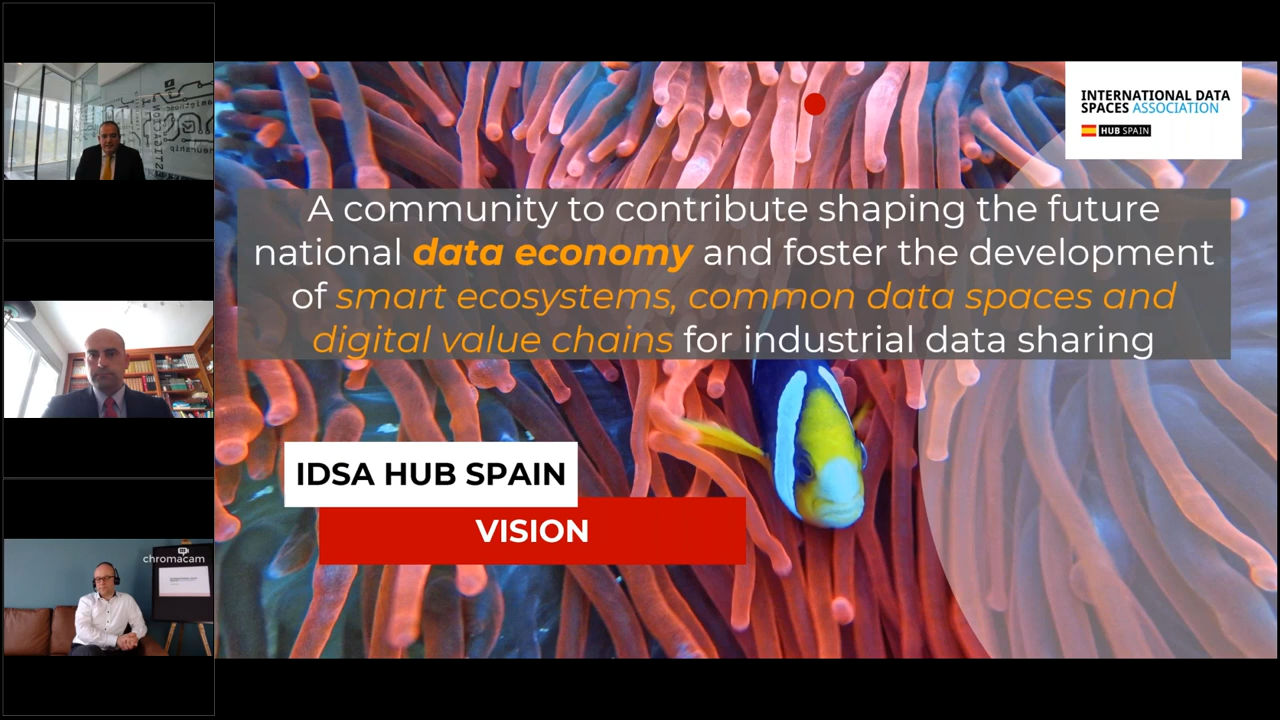 INTERNATIONAL DATA
SPACES ASSOCIATION
HUB SPAIN
A community to contribute shaping the future
national data economy and foster the development
of smart ecosystems, common data spaces and
digital value chains for industrial data sharing
IDSA HUB SPAIN
VISION
chromacam